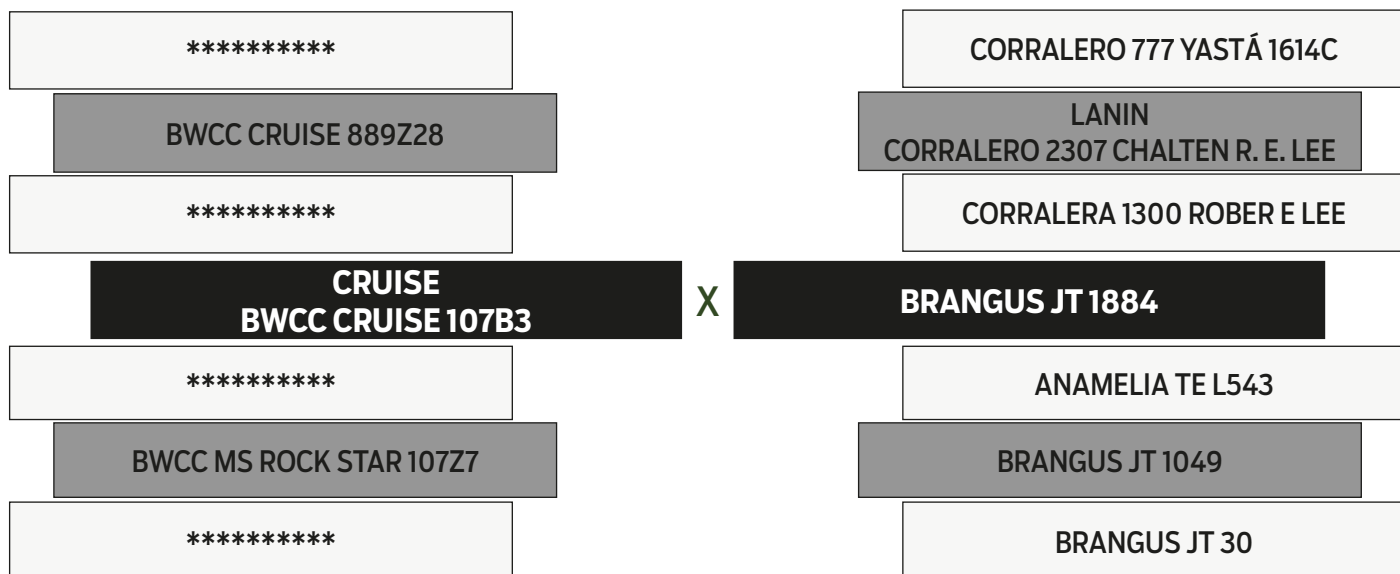 **********
BWCC CRUISE 889Z28
**********
CRUISE
BWCC CRUISE 107B3
**********
BWCC MS ROCK STAR 107Z7
**********
X
CORRALERO 777 YASTÁ 1614C
LANIN
CORRALERO 2307 CHALTEN R. E. LEE
CORRALERA 1300 ROBER E LEE
BRANGUS JT 1884
ANAMELIA TE L543
BRANGUS JT 1049
BRANGUS JT 30